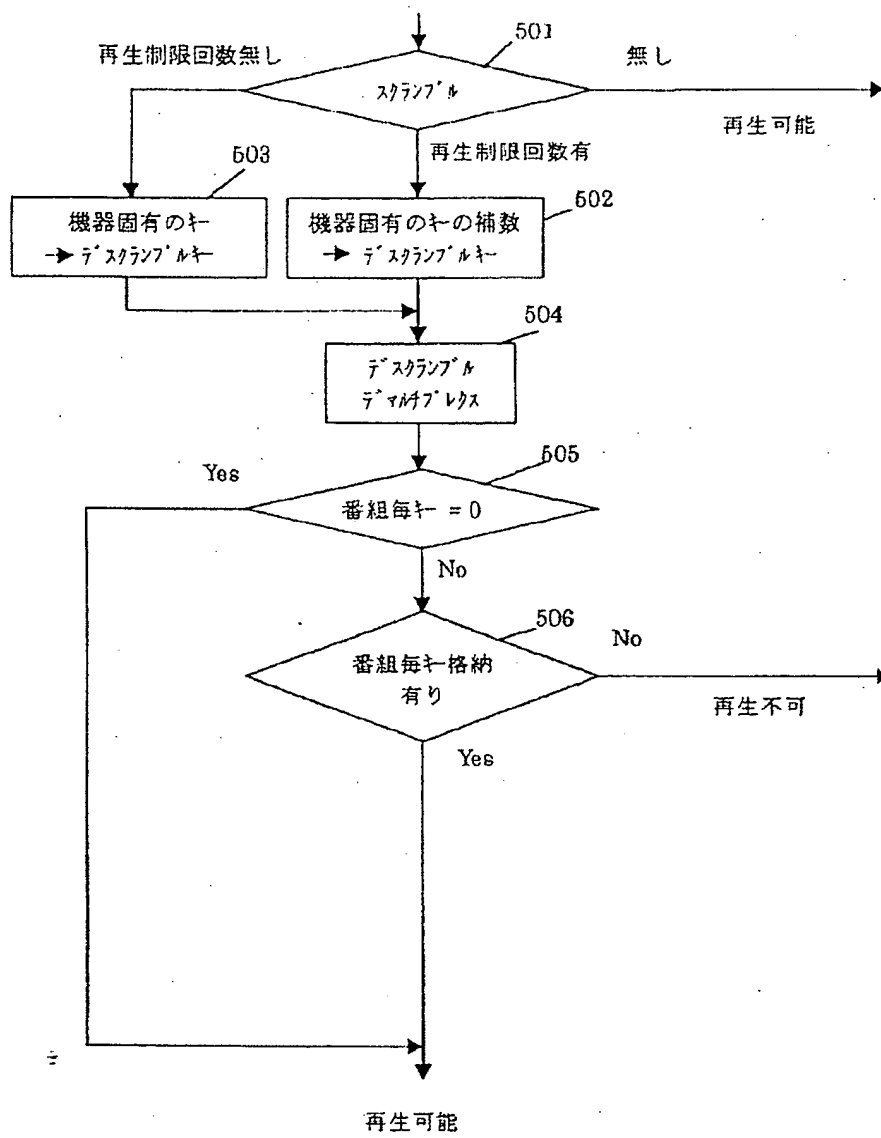 501
再生制限回数無し
無し
スクランブル
再生可能
再生制限回数有
503
502
機器固有のキー
→ デスクランブルキー
機器固有のキーの補数
→ デスクランブルキー
504
デスクランブル
デマルチプレクス
505
Yes
番組毎キー = 0
No
506
No
番組毎キー格納
有り
再生不可
Yes
再生可能